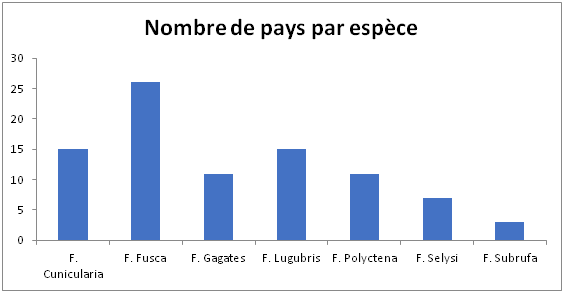 Nombre de pays par espèce
30
25
20
15
10
5
0
F.
Cunicularia
F. Fusca
F. Gagates
F. Lugubris
F. Polyctena
F. Selysi
F. Subrufa